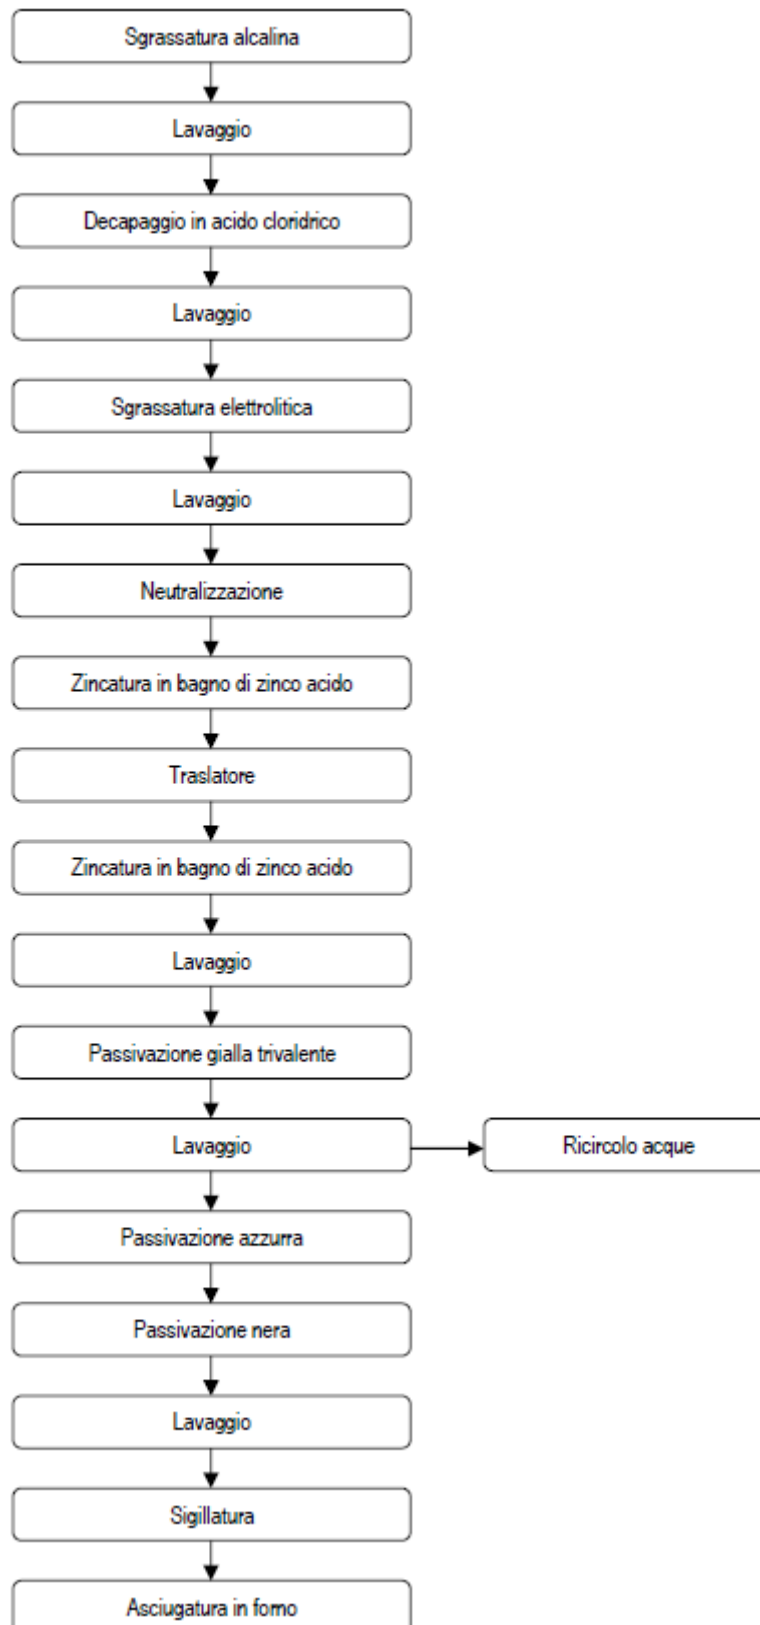 Sgrassatura alcalina
Lavaggio
Decapaggio in acido cloridrico
Lavaggio
Sgrassatura elettrolitica
Lavaggio
Neutralizzazione
Zincatura in bagno di zinco acido
Traslatore
Zincatura in bagno di zinco acido
Lavaggio
Passivazione gialla trivalente
Lavaggio
Ricircolo acque
Passivazione azzurra
Passivazione nera
Lavaggio
Sigillatura
Asciugatura in forno